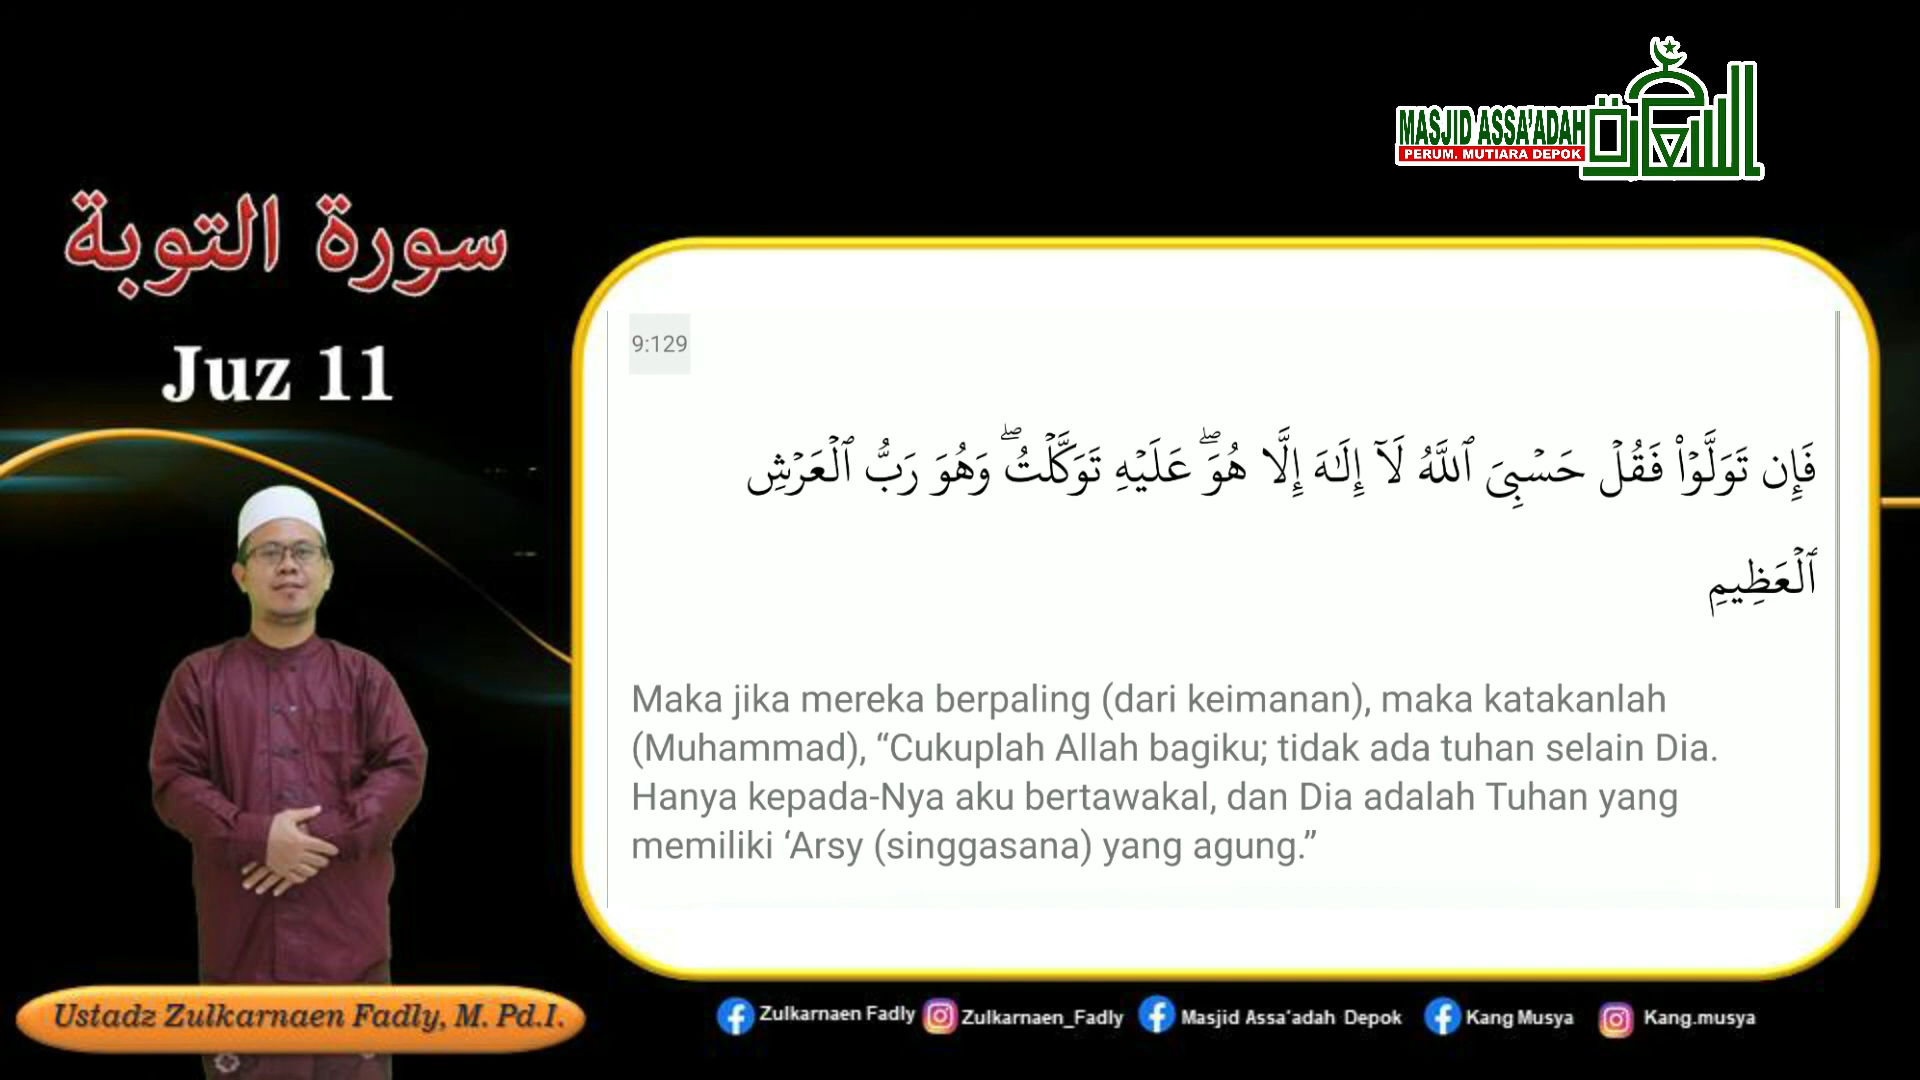 MASJID ASSA'ADAH
PERUM. MUTIARA DEPOK
سورة التوبة
Juz 11
9:129
فَإِن تَوَلَّوۡاْ فَقُلۡ حَسۡبِيَ ٱللَّهُ لَآ إِلَٰهَ إِلَّا هُوَۖ عَلَيۡهِ تَوَكَّلۡتُۖ وَهُوَ رَبُّ ٱلۡعَرۡشِ
ٱلۡعَظِيمِ
Maka jika mereka berpaling (dari keimanan), maka katakanlah
(Muhammad), “Cukuplah Allah bagiku; tidak ada tuhan selain Dia.
Hanya kepada-Nya aku bertawakal, dan Dia adalah Tuhan yang
memiliki ‘Arsy (singgasana) yang agung.”
Ustadz Zulkarnaen Fadly, M. Pd.I.
Zulkarnaen Fadly Zulkarnaen_Fadly Masjid Assa'adah Depok Kang Musya Kang.musya